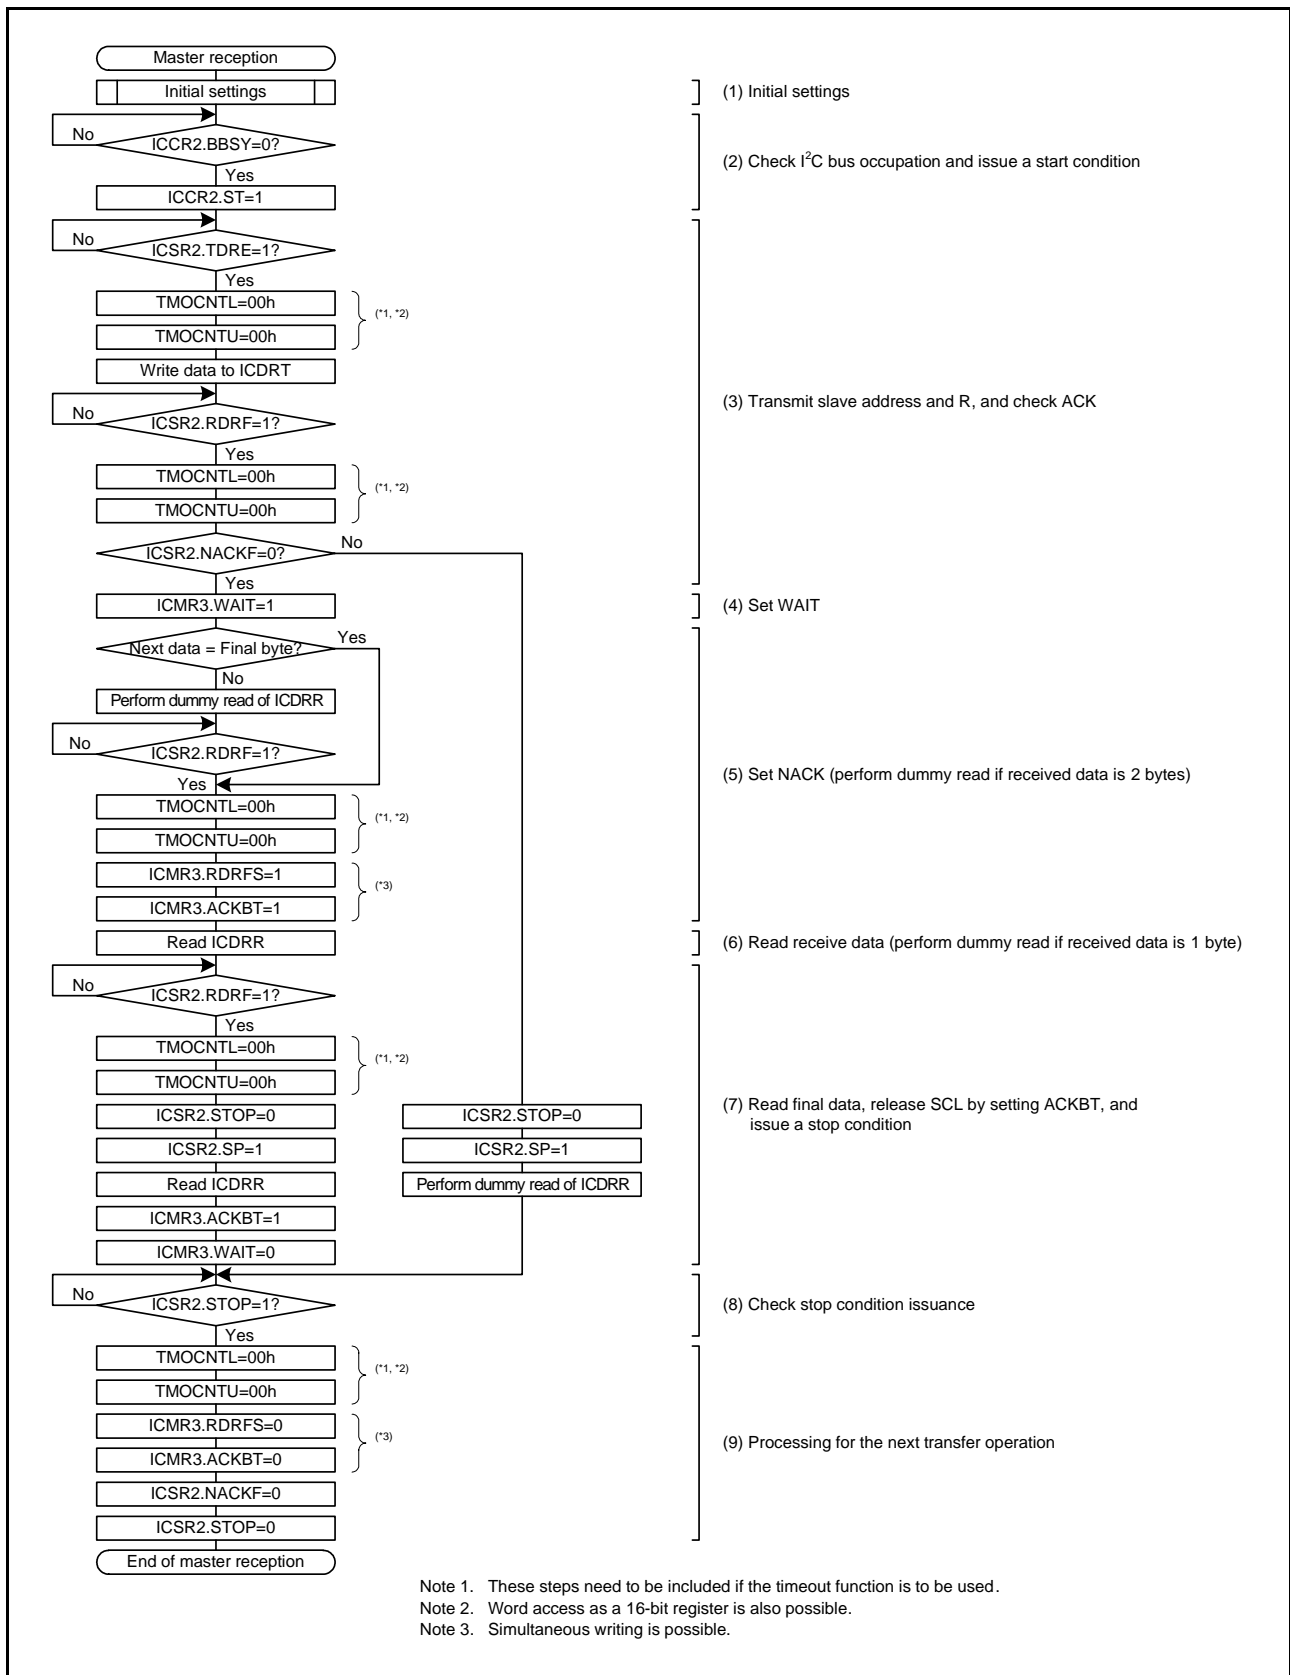 Master reception
Initial settings
(1) Initial settings
No
ICCR2.BBSY=0?
Yes
(2) Check I²C bus occupation and issue a start condition
ICCR2.ST=1
No
ICSR2.TDRE=1?
Yes
TMOCNTL=00h
(*1, *2)
TMOCNTU=00h
Write data to ICDRT
(3) Transmit slave address and R, and check ACK
No
ICSR2.RDRF=1?
Yes
TMOCNTL=00h
(*1, *2)
TMOCNTU=00h
ICSR2.NACKF=0?
No
Yes
ICMR3.WAIT=1
(4) Set WAIT
Next data = Final byte?
Yes
No
Perform dummy read of ICDRR
No
ICSR2.RDRF=1?
Yes
(5) Set NACK (perform dummy read if received data is 2 bytes)
TMOCNTL=00h
(*1, *2)
TMOCNTU=00h
ICMR3.RDRFS=1
(*3)
ICMR3.ACKBT=1
Read ICDRR
(6) Read receive data (perform dummy read if received data is 1 byte)
No
ICSR2.RDRF=1?
Yes
TMOCNTL=00h
(*1, *2)
TMOCNTU=00h
ICSR2.STOP=0
ICSR2.STOP=0
(7) Read final data, release SCL by setting ACKBT, and
issue a stop condition
ICSR2.SP=1
ICSR2.SP=1
Read ICDRR
Perform dummy read of ICDRR
ICMR3.ACKBT=1
ICMR3.WAIT=0
No
ICSR2.STOP=1?
Yes
(8) Check stop condition issuance
TMOCNTL=00h
(*1, *2)
TMOCNTU=00h
ICMR3.RDRFS=0
(*3)
ICMR3.ACKBT=0
(9) Processing for the next transfer operation
ICSR2.NACKF=0
ICSR2.STOP=0
End of master reception
Note 1. These steps need to be included if the timeout function is to be used.
Note 2. Word access as a 16-bit register is also possible.
Note 3. Simultaneous writing is possible.